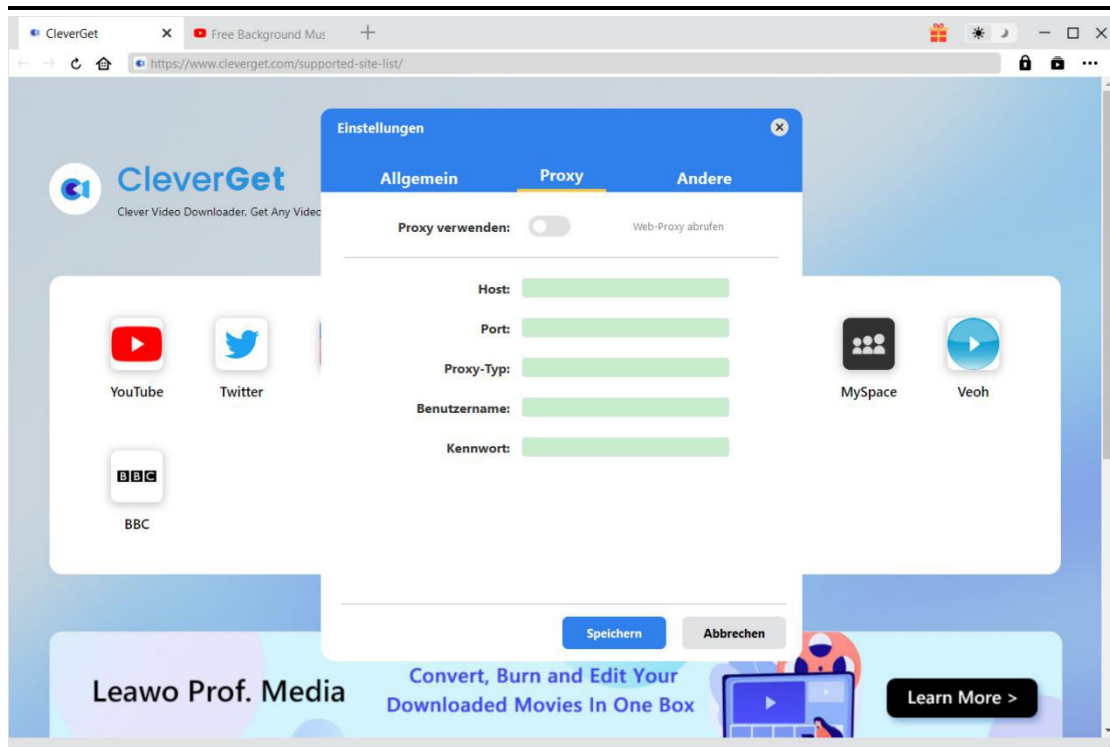 CleverGet
Free Background Mus
https://www.cleverget.com/supported-site-list/
CleverGet
Clever Video Downloader. Get Any Videc
Einstellungen
Allgemein Proxy Andere
Proxy verwenden: Web-Proxy abrufen
Host:
Port:
Proxy-Typ:
Benutzername:
Kennwort:
Speichern Abbrechen
YouTube Twitter MySpace Veoh
BBC
BBC
Leawo Prof. Media
Convert, Burn and Edit Your
Downloaded Movies In One Box
Learn More >